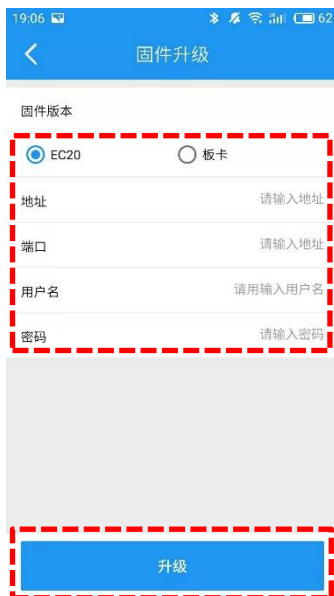 19:06 62
固件升级
固件版本
EC20 板卡
地址 请输入地址
端口 请输入地址
用户名 请用输入用户名
密码 请输入密码
升级